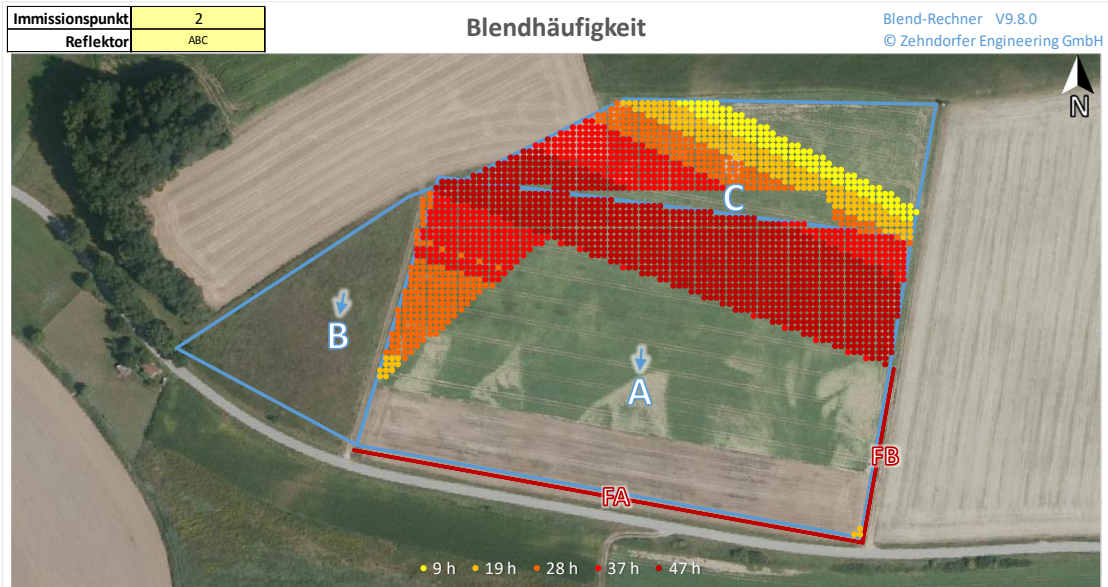 Immissionspunkt 2
Reflektor ABC
Blendhäufigkeit
Blend-Rechner V9.8.0
© Zehndorfer Engineering GmbH
N
C
B
A
FB
FA
9 h 19 h 28 h 37 h 47 h